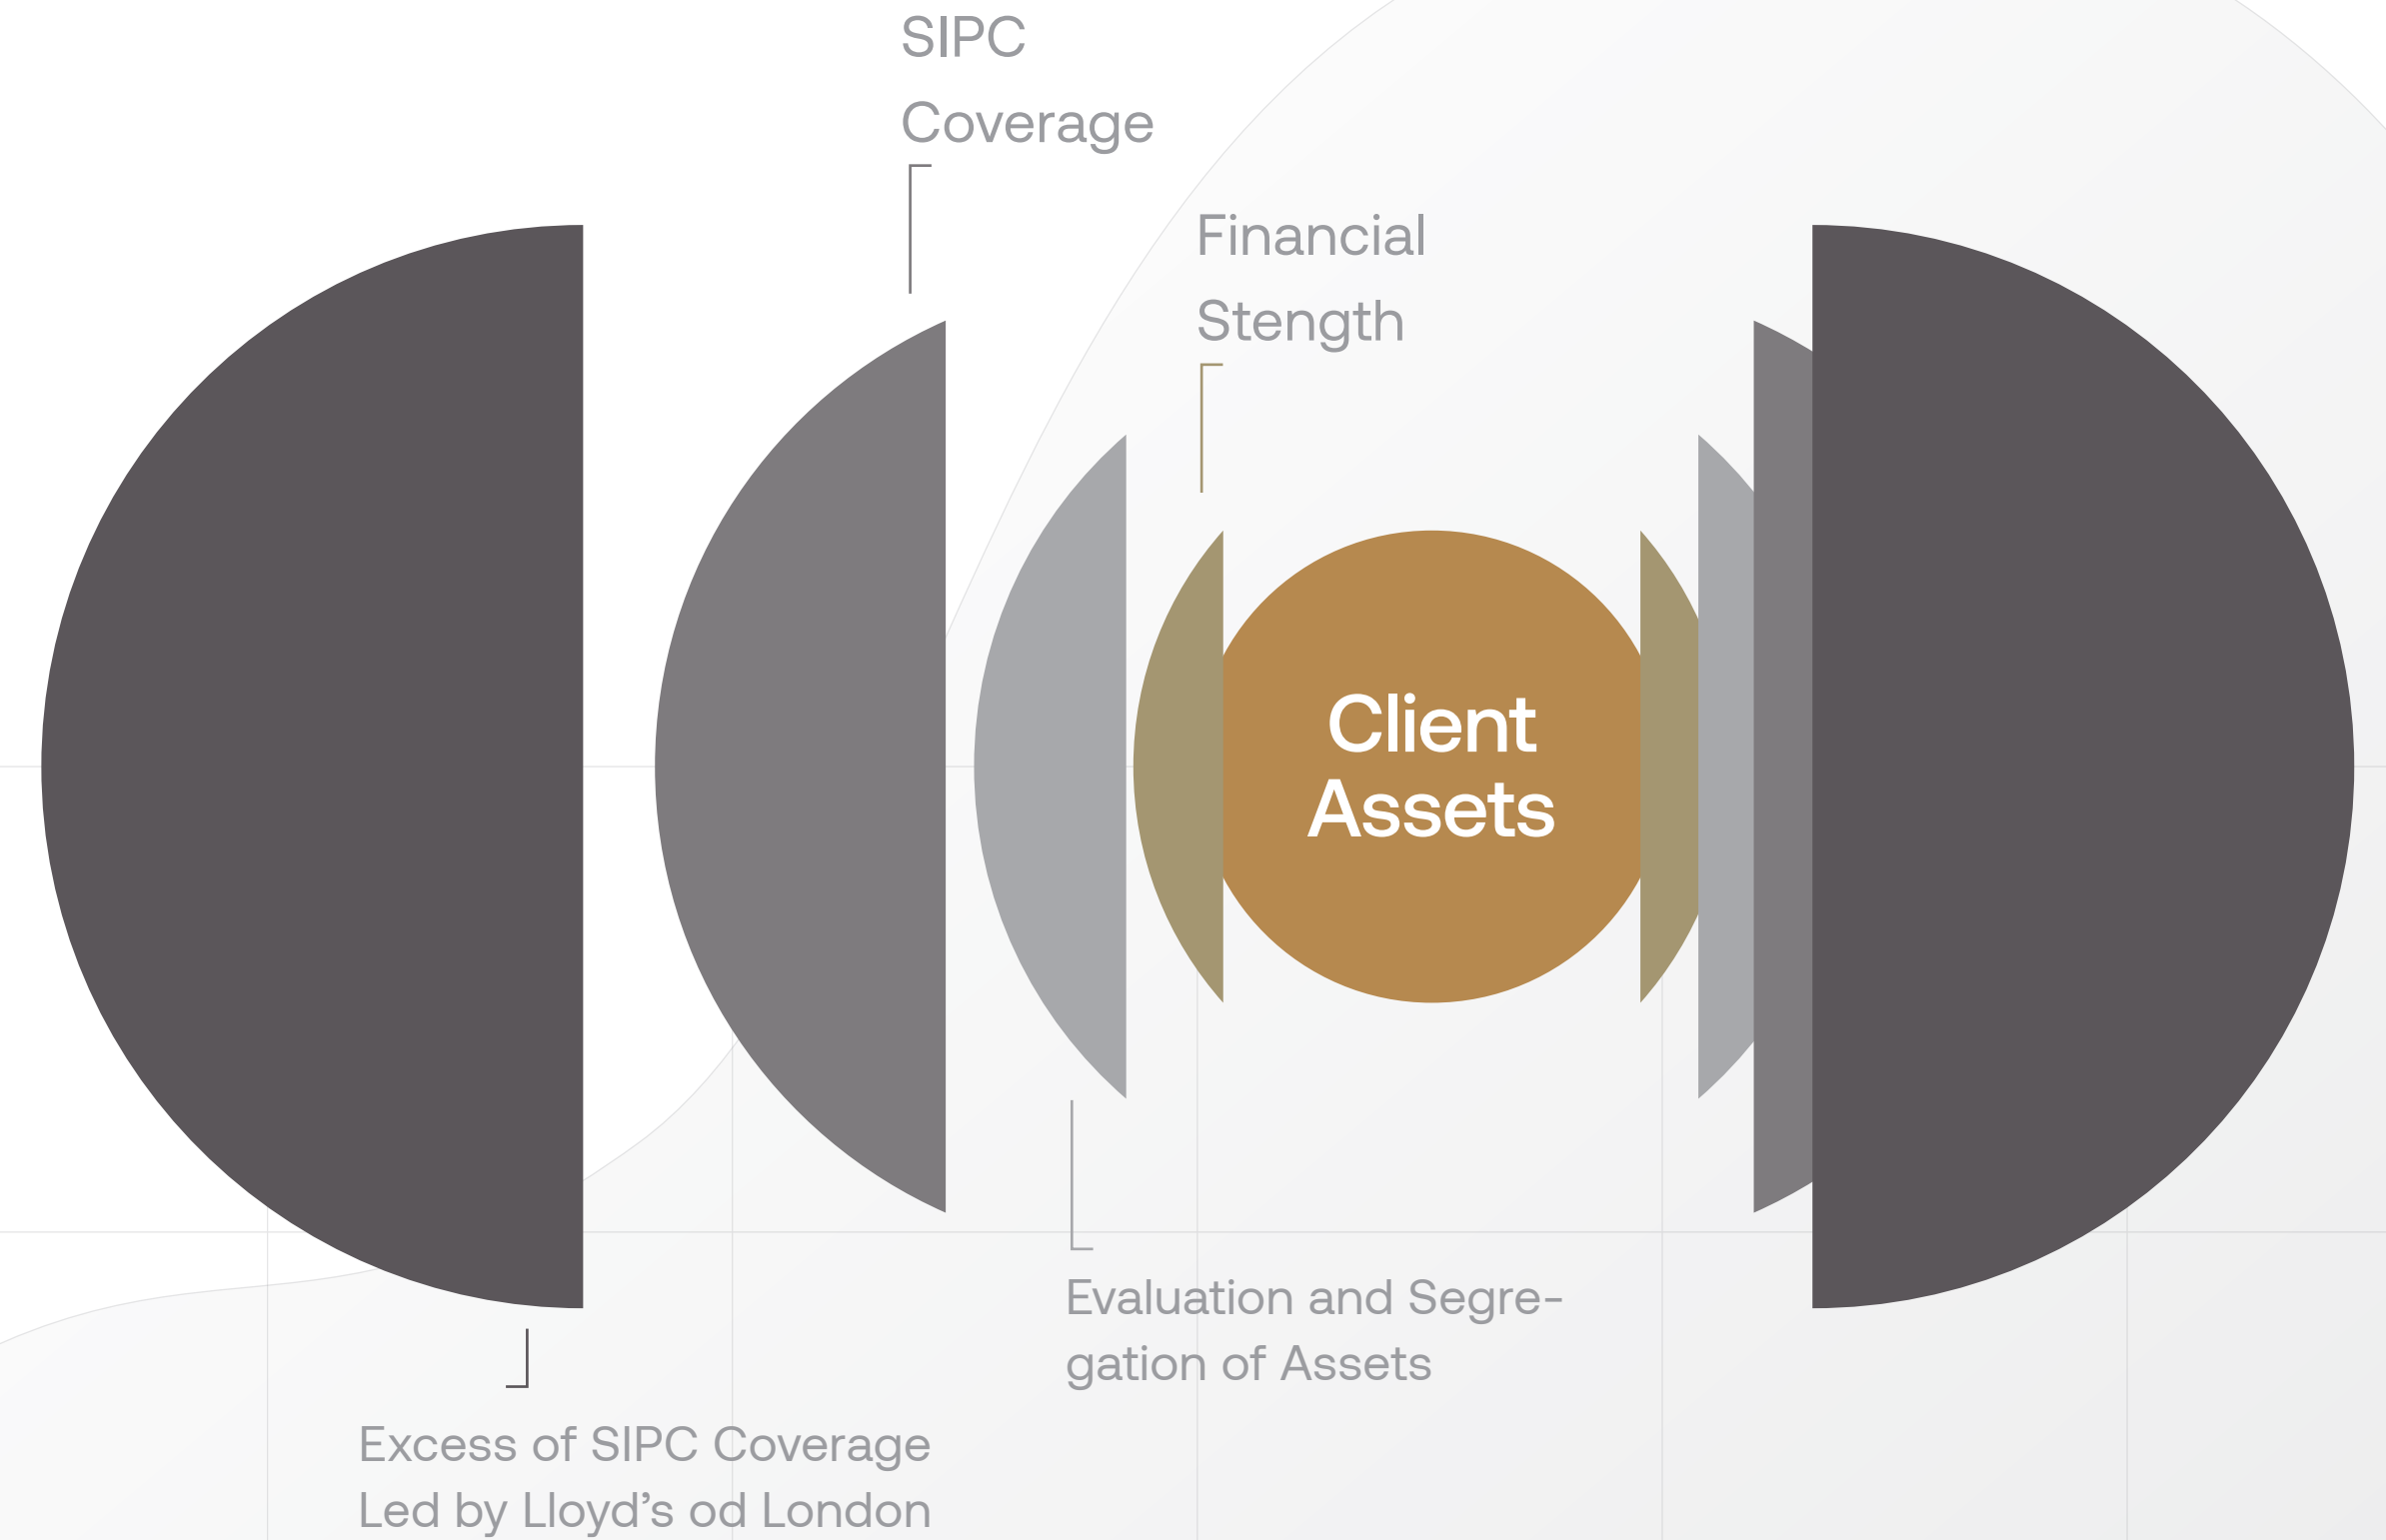 SIPC
Coverage
Financial
Stength
Client
Assets
Evaluation and Segre-
gation of Assets
Excess of SIPC Coverage
Led by Lloyd’s od London